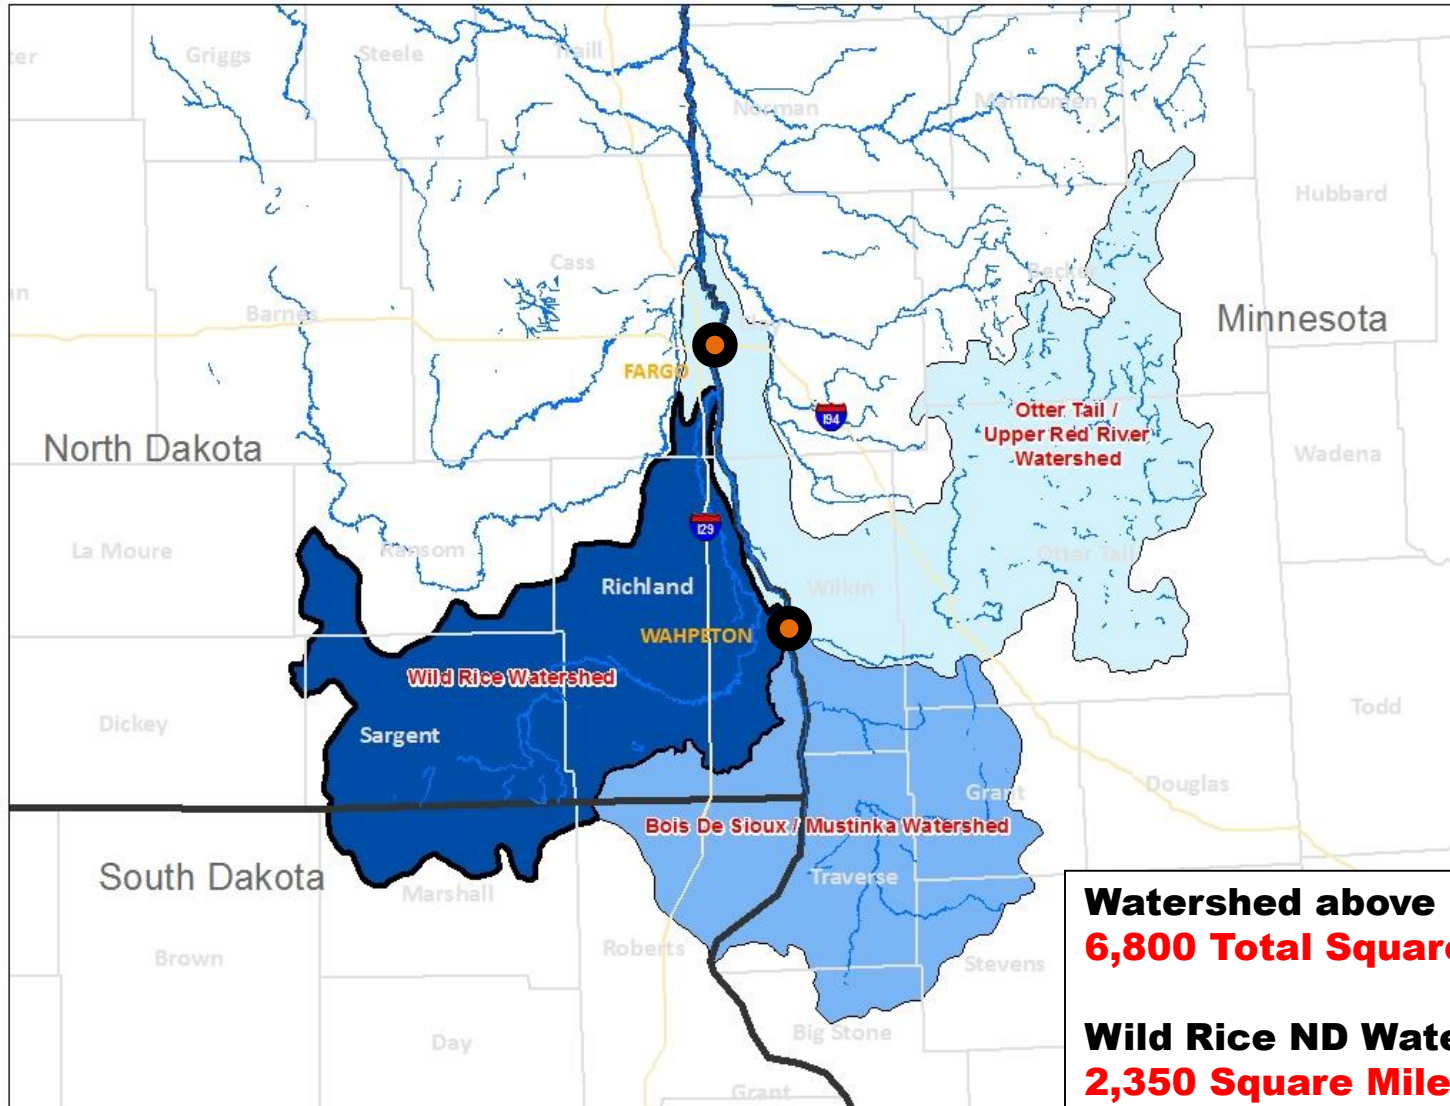 Griggs
Steele
Traill
Norman
Mahnomen
Hubbard
Cass
Becker
Barnes
Clay
Minnesota
FARGO
194
Otter Tail /
Upper Red River
Watershed
North Dakota
Wadena
129
La Moure
Ransom
Otter Tail
Richland
Wilkin
WAHPETON
Wild Rice Watershed
Dickey
Sargent
Todd
Douglas
Grant
Bois De Sioux / Mustinka Watershed
South Dakota
Traverse
Marshall
Watershed above
6,800 Total Square
Roberts
Brown
Stevens
Big Stone
Wild Rice ND Wate
Day
2,350 Square Mile
Grant